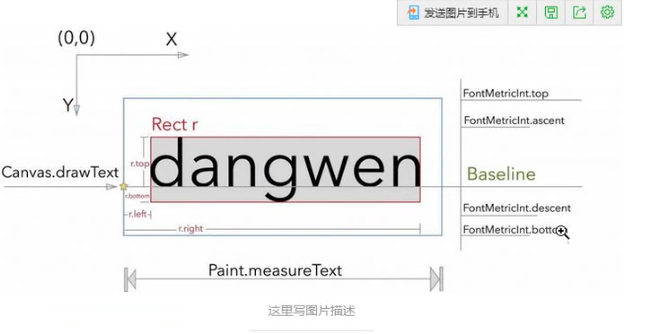 发送图片到手机
(0,0)
X
Y
FontMetricInt.top
FontMetricInt.ascent
Rect r
r.top
dangwen
Canvas.drawText
Baseline
r.bottom
r.left
r.right
FontMetricInt.descent
FontMetricInt.bottom
Paint.measureText
这里写图片描述